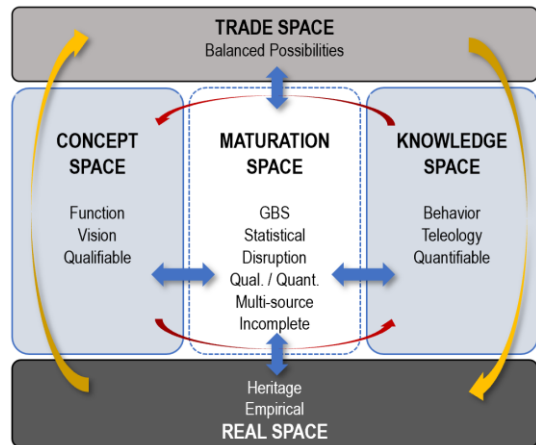 TRADE SPACE
Balanced Possibilities
CONCEPT
SPACE
Function
Vision
Qualifiable
MATURATION
SPACE
GBS
Statistical
Disruption
Qual. / Quant.
Multi-source
Incomplete
KNOWLEDGE
SPACE
Behavior
Teleology
Quantifiable
Heritage
Empirical
REAL SPACE